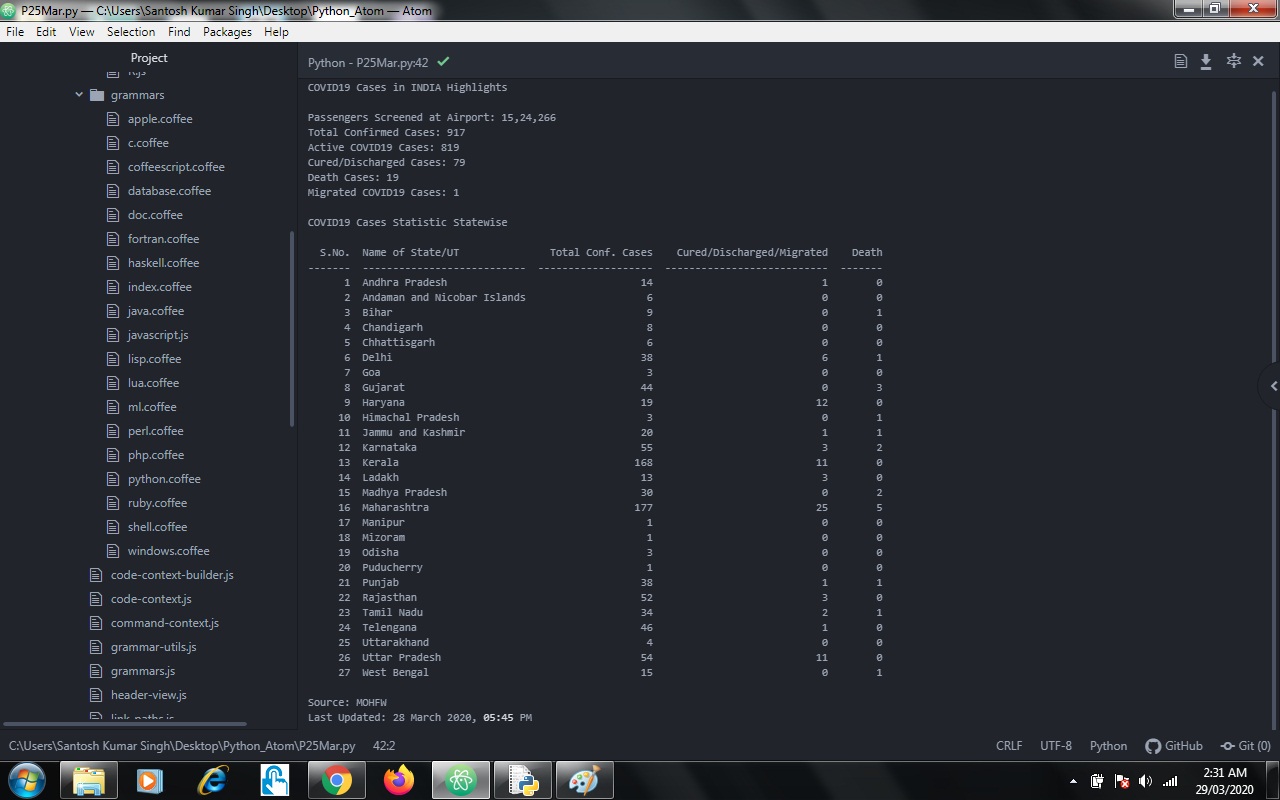 P25Mar.py — C:\Users\Santosh Kumar Singh\Desktop\Python_Atom — Atom
File Edit View Selection Find Packages Help
Project
grammars
apple.coffee
c.coffee
coffeescript.coffee
database.coffee
doc.coffee
fortran.coffee
haskell.coffee
index.coffee
java.coffee
javascript.js
lisp.coffee
lua.coffee
ml.coffee
perl.coffee
php.coffee
python.coffee
ruby.coffee
shell.coffee
windows.coffee
code-context-builder.js
code-context.js
command-context.js
grammar-utils.js
grammars.js
header-view.js
link-paths.js
Python - P25Mar.py:42
COVID19 Cases in INDIA Highlights
Passengers Screened at Airport: 15,24,266
Total Confirmed Cases: 917
Active COVID19 Cases: 819
Cured/Discharged Cases: 79
Death Cases: 19
Migrated COVID19 Cases: 1
COVID19 Cases Statistic Statewise
S.No. Name of State/UT Total Conf. Cases Cured/Discharged/Migrated Death
------- --------------------------- ------------------- --------------------------- -------
1 Andhra Pradesh 14 1 0
2 Andaman and Nicobar Islands 6 0 0
3 Bihar 9 0 1
4 Chandigarh 8 0 0
5 Chhattisgarh 6 0 0
6 Delhi 38 6 1
7 Goa 3 0 0
8 Gujarat 44 0 3
9 Haryana 19 12 0
10 Himachal Pradesh 3 0 1
11 Jammu and Kashmir 20 1 1
12 Karnataka 55 3 2
13 Kerala 168 11 0
14 Ladakh 13 3 0
15 Madhya Pradesh 30 0 2
16 Maharashtra 177 25 5
17 Manipur 1 0 0
18 Mizoram 1 0 0
19 Odisha 3 0 0
20 Puducherry 1 0 0
21 Punjab 38 1 1
22 Rajasthan 52 3 0
23 Tamil Nadu 34 2 1
24 Telengana 46 1 0
25 Uttarakhand 4 0 0
26 Uttar Pradesh 54 11 0
27 West Bengal 15 0 1
Source: MOHFW
Last Updated: 28 March 2020, 05:45 PM
C:\Users\Santosh Kumar Singh\Desktop\Python_Atom\P25Mar.py 42:2 CRLF UTF-8 Python GitHub Git (0)
2:31 AM
29/03/2020